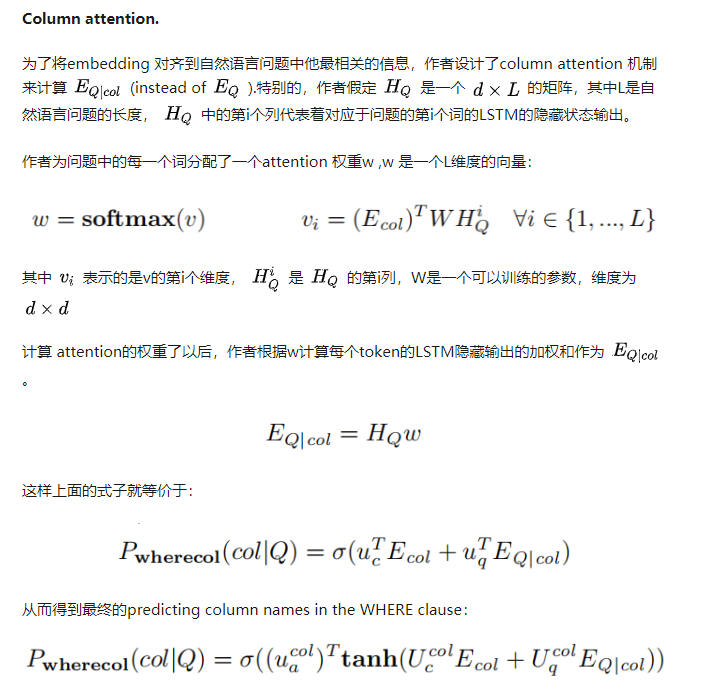 Column attention.
为了将embedding 对齐到自然语言问题中他最相关的信息，作者设计了column attention 机制
来计算 $E_{Q|col}$ (instead of $E_Q$ ).特别的，作者假定 $H_Q$ 是一个 $d \times L$ 的矩阵，其中L是自
然语言问题的长度， $H_Q$ 中的第i个列代表着对应于问题的第i个词的LSTM的隐藏状态输出。
作者为问题中的每一个词分配了一个attention 权重w ,w 是一个L维度的向量：
$w = \mathbf{softmax}(v)$ $v_i = (E_{col})^T W H_Q^i \quad \forall i \in \{1, ..., L\}$
其中 $v_i$ 表示的是v的第i个维度， $H_Q^i$ 是 $H_Q$ 的第i列，W是一个可以训练的参数，维度为
$d \times d$
计算 attention的权重了以后，作者根据w计算每个token的LSTM隐藏输出的加权和作为 $E_{Q|col}$
。
$E_{Q|col} = H_Q w$
这样上面的式子就等价于：
$P_{\mathbf{wherecol}}(col|Q) = \sigma(u_c^T E_{col} + u_q^T E_{Q|col})$
从而得到最终的predicting column names in the WHERE clause：
$P_{\mathbf{wherecol}}(col|Q) = \sigma((u_a^{col})^T \mathbf{tanh}(U_c^{col} E_{col} + U_q^{col} E_{Q|col}))$